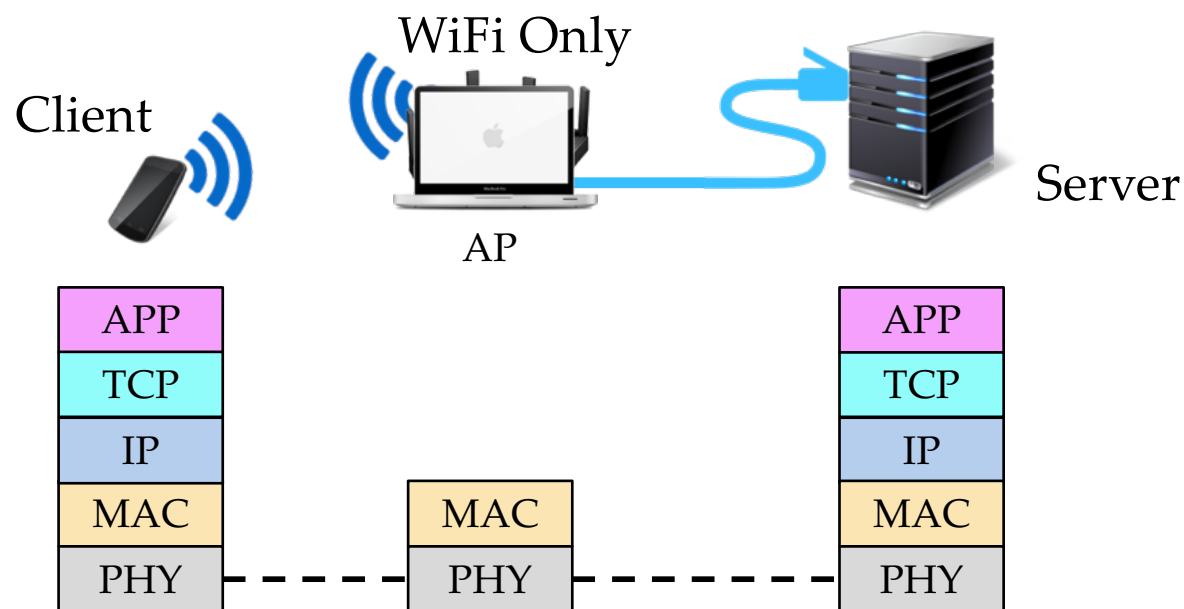 WiFi Only
Client
Server
AP
APP
TCP
IP
MAC
PHY
MAC
PHY
APP
TCP
IP
MAC
PHY